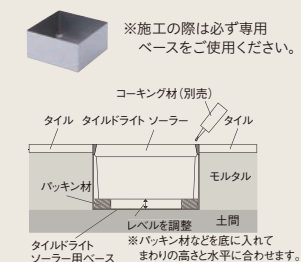 ※施工の際は必ず専用
ベースをご使用ください。
コーキング材(別売)
タイル タイルドライト ソーラー タイル
モルタル
パッキン材
レベルを調整
土間
タイルドライト
ソーラー用ベース
※パッキン材などを底に入れて
まわりの高さと水平に合わせます。